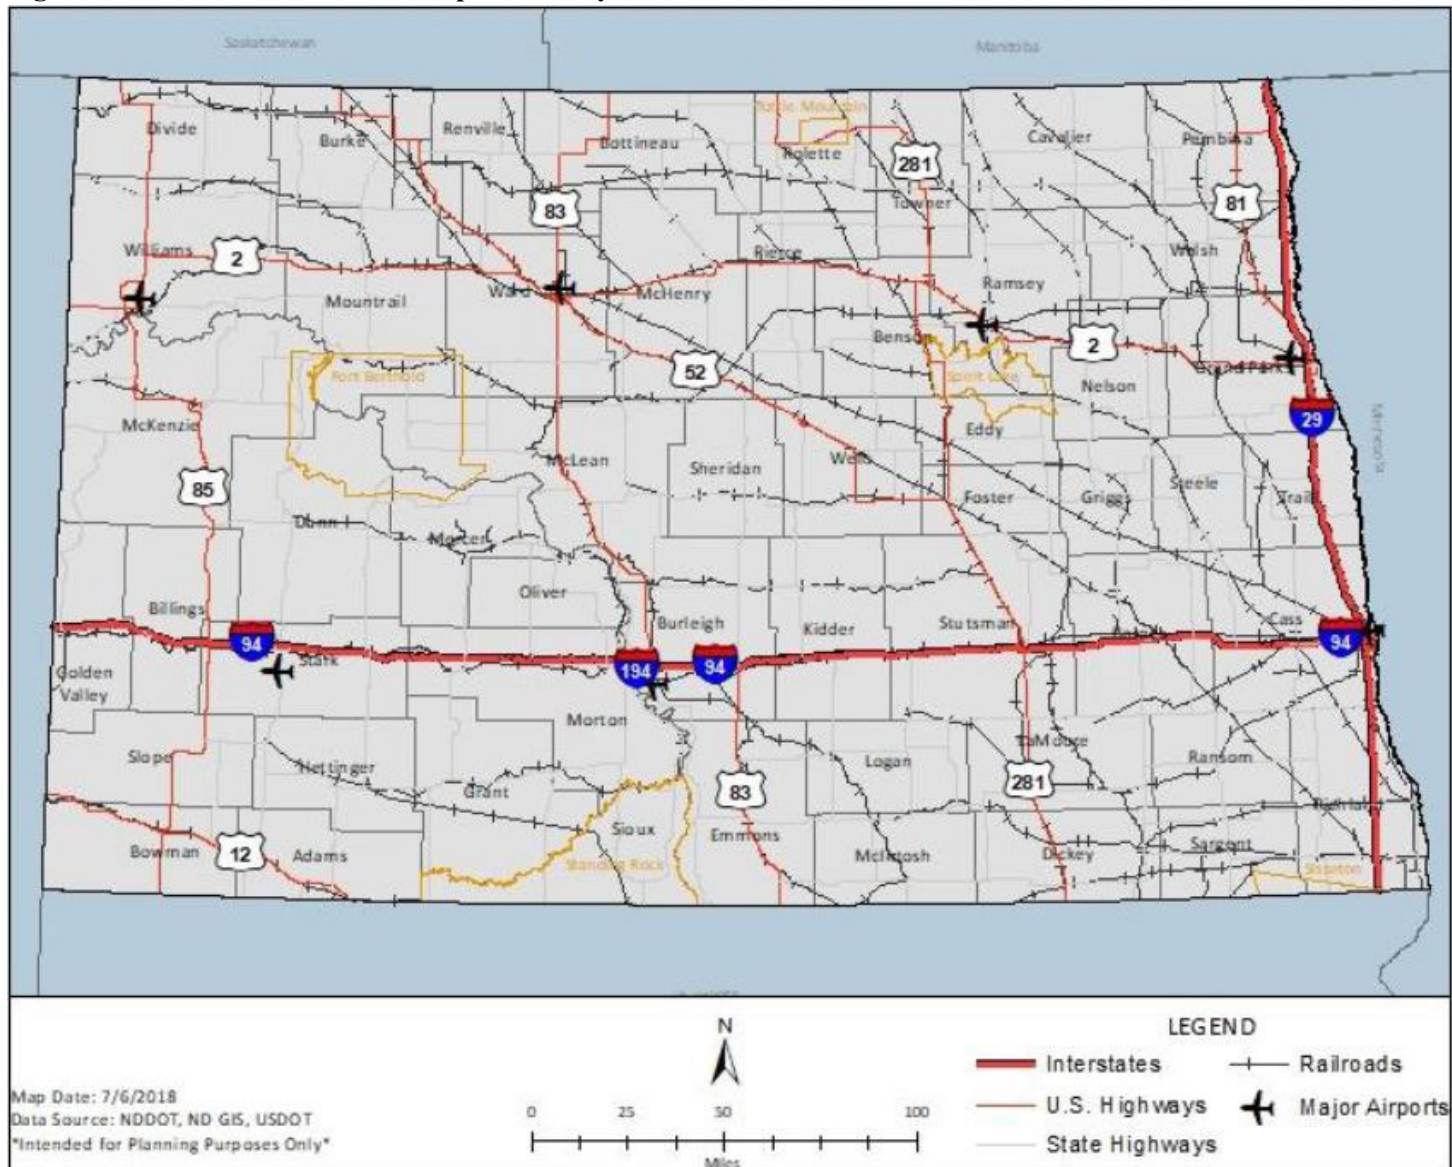 Saskatchewan
Manitoba
Divide
Burke
Renville
Bottineau
Turtle Mountain
Rolette
281
Towner
Cavalier
Pembina
83
81
Williams
2
Mountrail
Ward
McHenry
Pierce
Ramsey
Walsh
Benson
2
Fort Berthold
52
Spirit Lake
Nelson
Grand Forks
29
McKenzie
McLean
Sheridan
Wells
Eddy
85
Foster
Griggs
Steele
Traill
Dunn
Mercer
Oliver
Billings
Burleigh
Kidder
Stutsman
Cass
94
Stark
194
94
94
Golden
Valley
Morton
Slope
Hettinger
Grant
Logan
LaMoure
Ransom
83
281
Richland
Sioux
Emmons
Bowman
12
Adams
Standing Rock
McIntosh
Dickey
Sargent
Sisseton
N
LEGEND
Interstates
Railroads
U.S. Highways
Major Airports
State Highways
Map Date: 7/6/2018
Data Source: NDDOT, ND GIS, USDOT
*Intended for Planning Purposes Only*
0 25 50 100
Miles